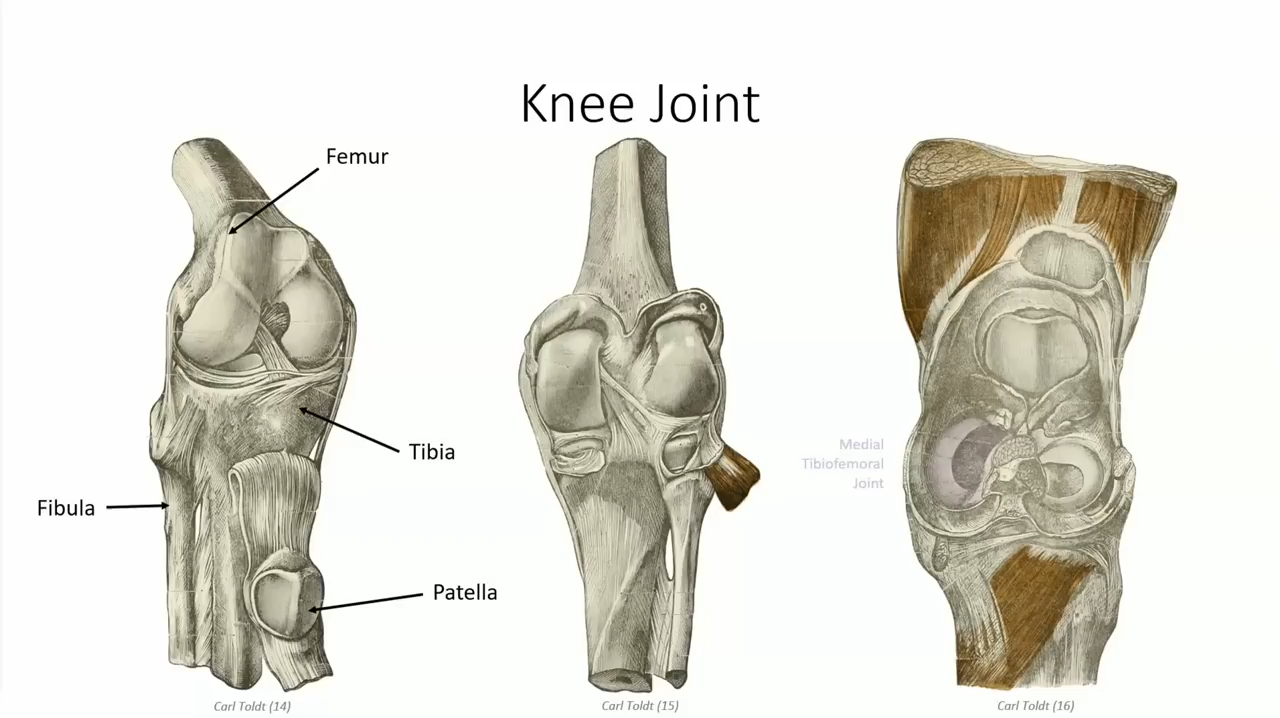 Knee Joint
Femur
Tibia
Fibula
Patella
Medial
Tibiofemoral
Joint
Carl Toldt (14)
Carl Toldt (15)
Carl Toldt (16)